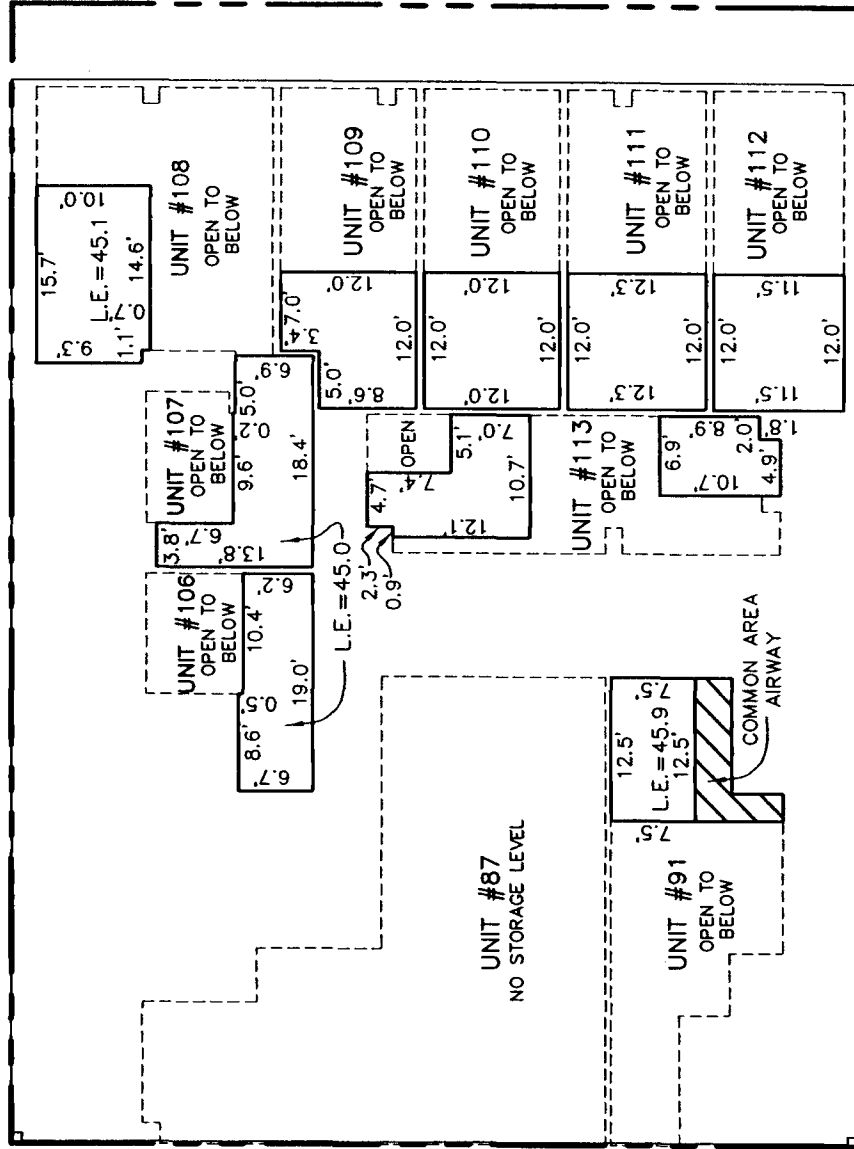 10.0'
15.7'
L.E.=45.1
14.6'
9.3'
0.7'
1.1'
UNIT #108
OPEN TO
BELOW
UNIT #109
OPEN TO
BELOW
12.0'
7.0'
3.4'
5.0'
8.6'
12.0'
UNIT #110
OPEN TO
BELOW
12.0'
12.0'
12.0'
12.0'
UNIT #111
OPEN TO
BELOW
12.3'
12.0'
12.0'
12.3'
UNIT #112
OPEN TO
BELOW
11.5'
12.0'
12.0'
11.5'
UNIT #107
OPEN TO
BELOW
6.9'
5.0'
0.2'
9.6'
18.4'
6.7'
3.8'
13.8'
L.E.=45.0
UNIT #106
OPEN TO
BELOW
6.2'
10.4'
0.5'
19.0'
8.6'
6.7'
OPEN
7.0'
5.1'
7.4'
4.7'
10.7'
12.1'
2.3'
0.9'
UNIT #113
OPEN TO
BELOW
8.9'
6.9'
2.0'
1.8'
4.9'
10.7'
UNIT #87
NO STORAGE LEVEL
7.5'
12.5'
L.E.=45.9
12.5'
7.5'
COMMON AREA
AIRWAY
UNIT #91
OPEN TO
BELOW